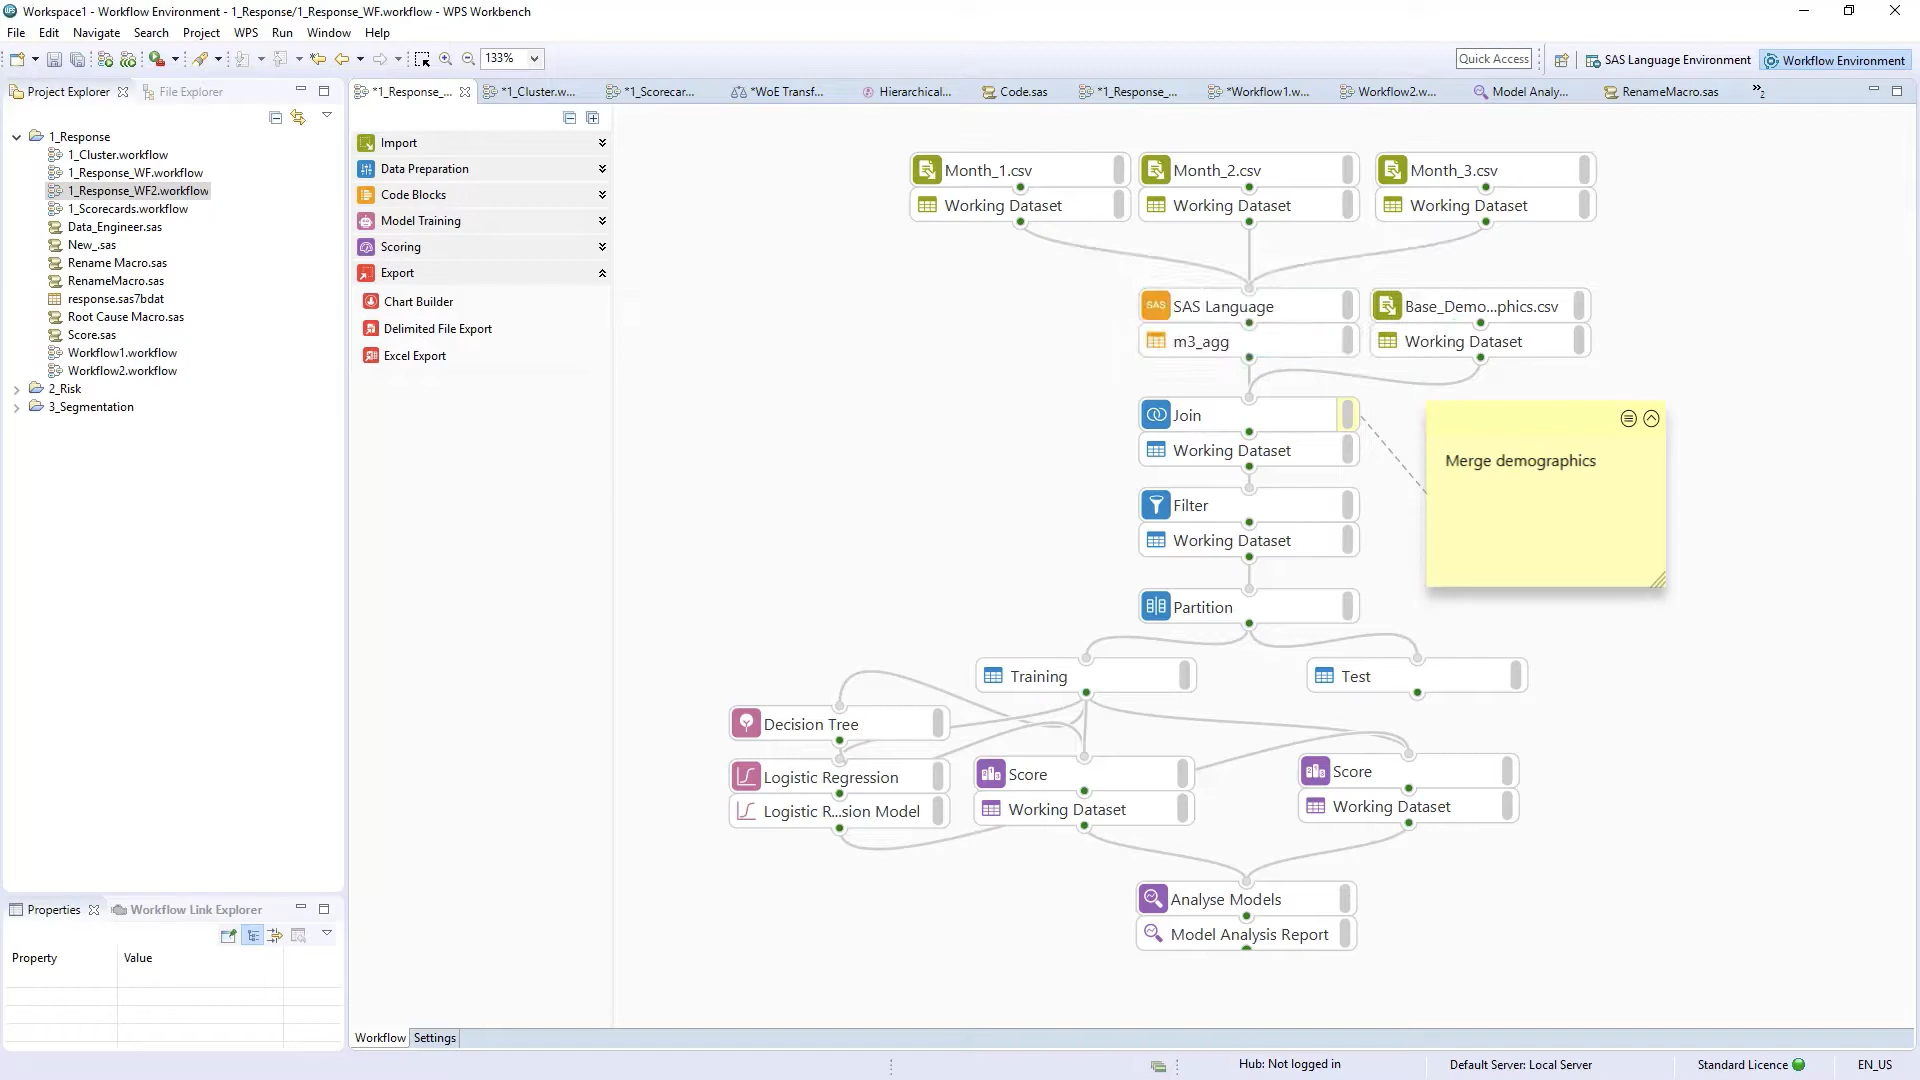 Workspace1 - Workflow Environment - 1_Response/1_Response_WF.workflow - WPS Workbench
File Edit Navigate Search Project WPS Run Window Help
133%
Quick Access
SAS Language Environment
Workflow Environment
Project Explorer
File Explorer
*1_Response_...
*1_Cluster.w...
*1_Scorecar...
*WoE Transf...
Hierarchical...
Code.sas
*1_Response_...
*Workflow1.w...
Workflow2.w...
Model Analy...
RenameMacro.sas
2
1_Response
1_Cluster.workflow
1_Response_WF.workflow
1_Response_WF2.workflow
1_Scorecards.workflow
Data_Engineer.sas
New_.sas
Rename Macro.sas
RenameMacro.sas
response.sas7bdat
Root Cause Macro.sas
Score.sas
Workflow1.workflow
Workflow2.workflow
2_Risk
3_Segmentation
Import
Data Preparation
Code Blocks
Model Training
Scoring
Export
Chart Builder
Delimited File Export
Excel Export
Month_1.csv
Working Dataset
Month_2.csv
Working Dataset
Month_3.csv
Working Dataset
SAS SAS Language
m3_agg
Base_Demo...phics.csv
Working Dataset
Join
Working Dataset
Merge demographics
Filter
Working Dataset
Partition
Training
Test
Decision Tree
Logistic Regression
Logistic R...sion Model
Score
Working Dataset
Score
Working Dataset
Analyse Models
Model Analysis Report
Properties
Workflow Link Explorer
Property Value
Workflow Settings
Hub: Not logged in
Default Server: Local Server
Standard Licence
EN_US